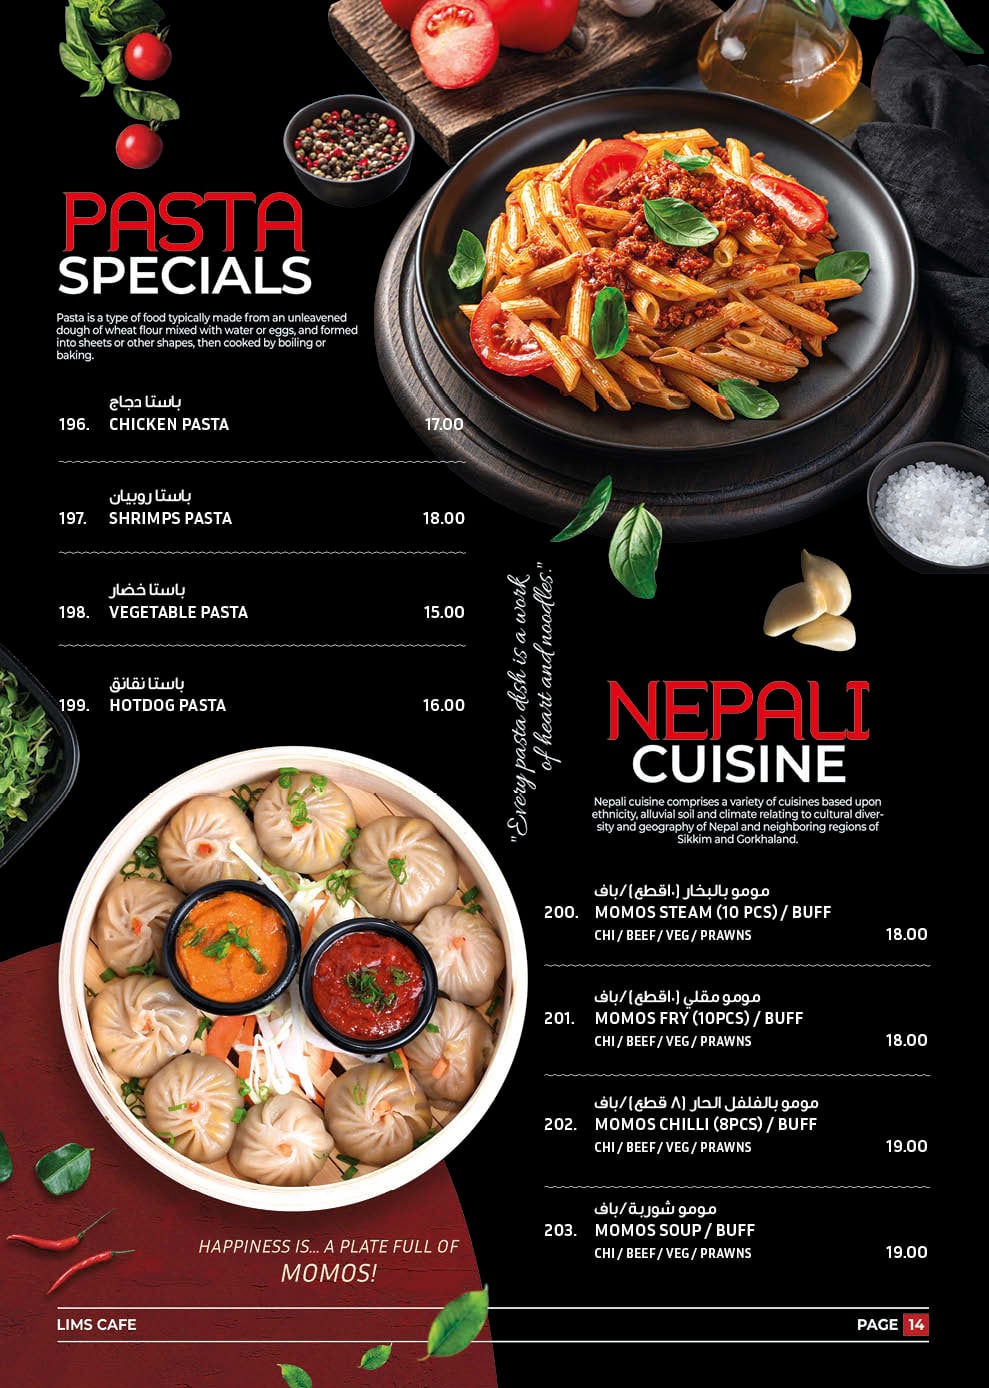 PASTA
SPECIALS
Pasta is a type of food typically made from an unleavened
dough of wheat flour mixed with water or eggs, and formed
into sheets or other shapes, then cooked by boiling or
baking.
باستا دجاج
196. CHICKEN PASTA 17.00
باستا روبيان
197. SHRIMPS PASTA 18.00
باستا خضار
198. VEGETABLE PASTA 15.00
باستا نقانق
199. HOTDOG PASTA 16.00
"Every pasta dish is a work
of heart and noodles."
NEPALI
CUISINE
Nepali cuisine comprises a variety of cuisines based upon
ethnicity, alluvial soil and climate relating to cultural diver-
sity and geography of Nepal and neighboring regions of
Sikkim and Gorkhaland.
مومو بالبخار (١٠قطع)/باف
200. MOMOS STEAM (10 PCS) / BUFF
CHI / BEEF / VEG / PRAWNS 18.00
مومو مقلي (١٠قطع)/باف
201. MOMOS FRY (10PCS) / BUFF
CHI / BEEF / VEG / PRAWNS 18.00
مومو بالفلفل الحار (٨ قطع)/باف
202. MOMOS CHILLI (8PCS) / BUFF
CHI / BEEF / VEG / PRAWNS 19.00
مومو شوربة/باف
203. MOMOS SOUP / BUFF
CHI / BEEF / VEG / PRAWNS 19.00
HAPPINESS IS... A PLATE FULL OF
MOMOS!
LIMS CAFE PAGE 14